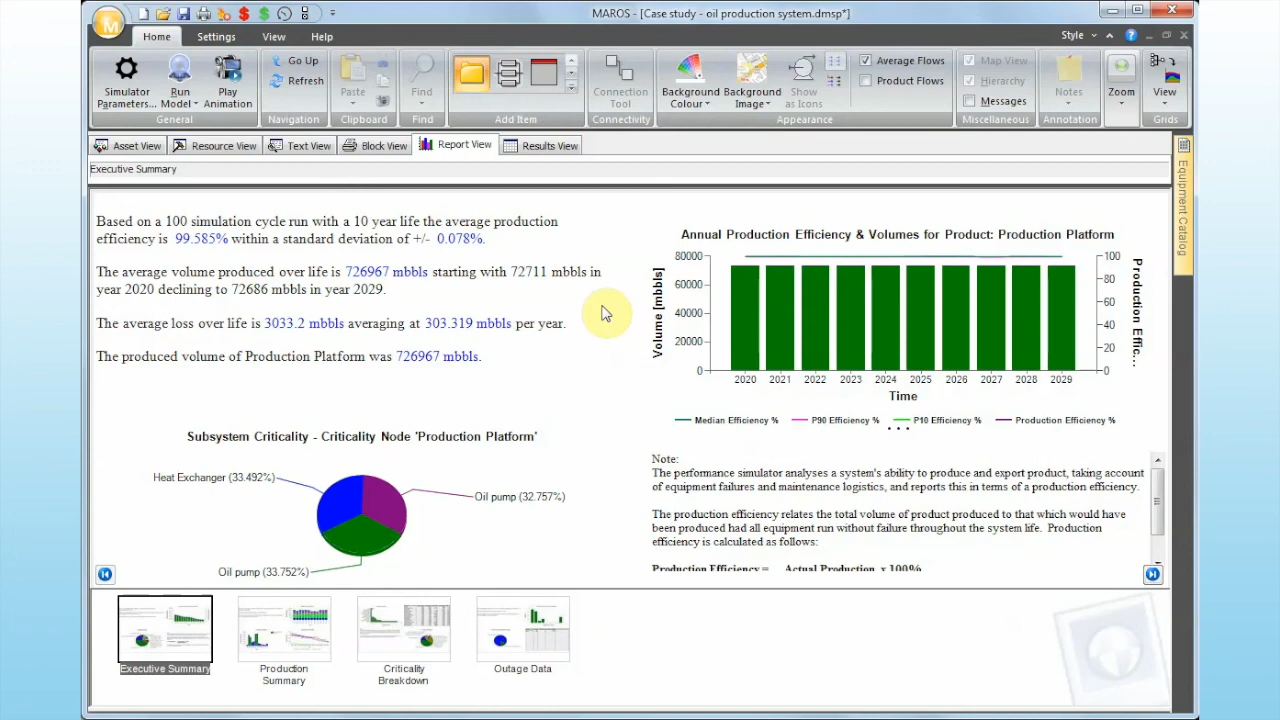 MAROS - [Case study - oil production system.dmsp*]
Home Settings View Help Style
Simulator Parameters...
Run Model
Play Animation
General
Go Up
Refresh
Navigation
Paste
Clipboard
Find
Find
Add Item
Connection Tool
Connectivity
Background Colour
Background Image
Show as Icons
Average Flows
Product Flows
Appearance
Map View
Hierarchy
Messages
Miscellaneous
Notes
Annotation
Zoom
View
Grids
Asset View Resource View Text View Block View Report View Results View
Executive Summary
Equipment Catalog
Based on a 100 simulation cycle run with a 10 year life the average production
efficiency is 99.585% within a standard deviation of +/- 0.078%.
The average volume produced over life is 726967 mbbls starting with 72711 mbbls in
year 2020 declining to 72686 mbbls in year 2029.
The average loss over life is 3033.2 mbbls averaging at 303.319 mbbls per year.
The produced volume of Production Platform was 726967 mbbls.
Annual Production Efficiency & Volumes for Product: Production Platform
Volume [mbbls]
80000
60000
40000
20000
0
100
80
60
40
20
0
Production Effic...
2020 2021 2022 2023 2024 2025 2026 2027 2028 2029
Time
Median Efficiency % P90 Efficiency % P10 Efficiency % Production Efficiency %
...
Subsystem Criticality - Criticality Node 'Production Platform'
Heat Exchanger (33.492%)
Oil pump (32.757%)
Oil pump (33.752%)
Note:
The performance simulator analyses a system's ability to produce and export product, taking account
of equipment failures and maintenance logistics, and reports this in terms of a production efficiency.
The production efficiency relates the total volume of product produced to that which would have
been produced had all equipment run without failure throughout the system life. Production
efficiency is calculated as follows:
Production Efficiency = Actual Production x 100%
Executive Summary
Production Summary
Criticality Breakdown
Outage Data